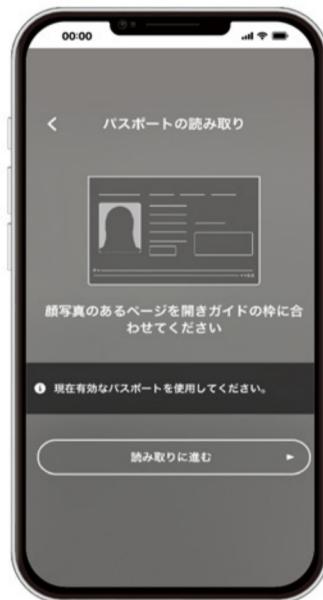 00:00
パスポートの読み取り
顔写真のあるページを開きガイドの枠に合
わせてください
現在有効なパスポートを使用してください。
読み取りに進む